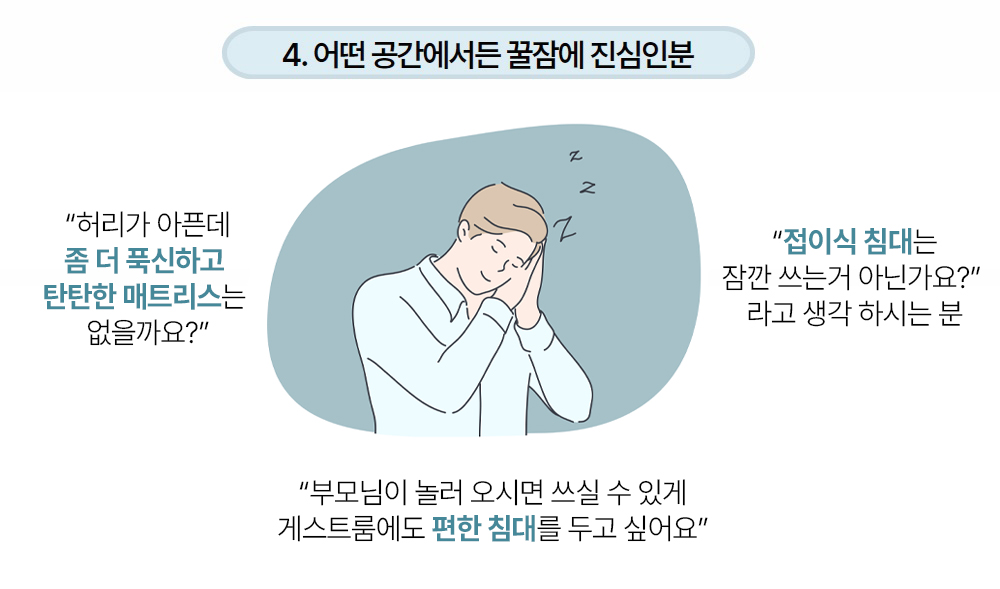 4. 어떤 공간에서든 꿀잠에 진심인분
z
z
z
“허리가 아픈데
좀 더 푹신하고
탄탄한 매트리스는
없을까요?”
“접이식 침대는
잠깐 쓰는거 아닌가요?”
라고 생각 하시는 분
“부모님이 놀러 오시면 쓰실 수 있게
게스트룸에도 편한 침대를 두고 싶어요”